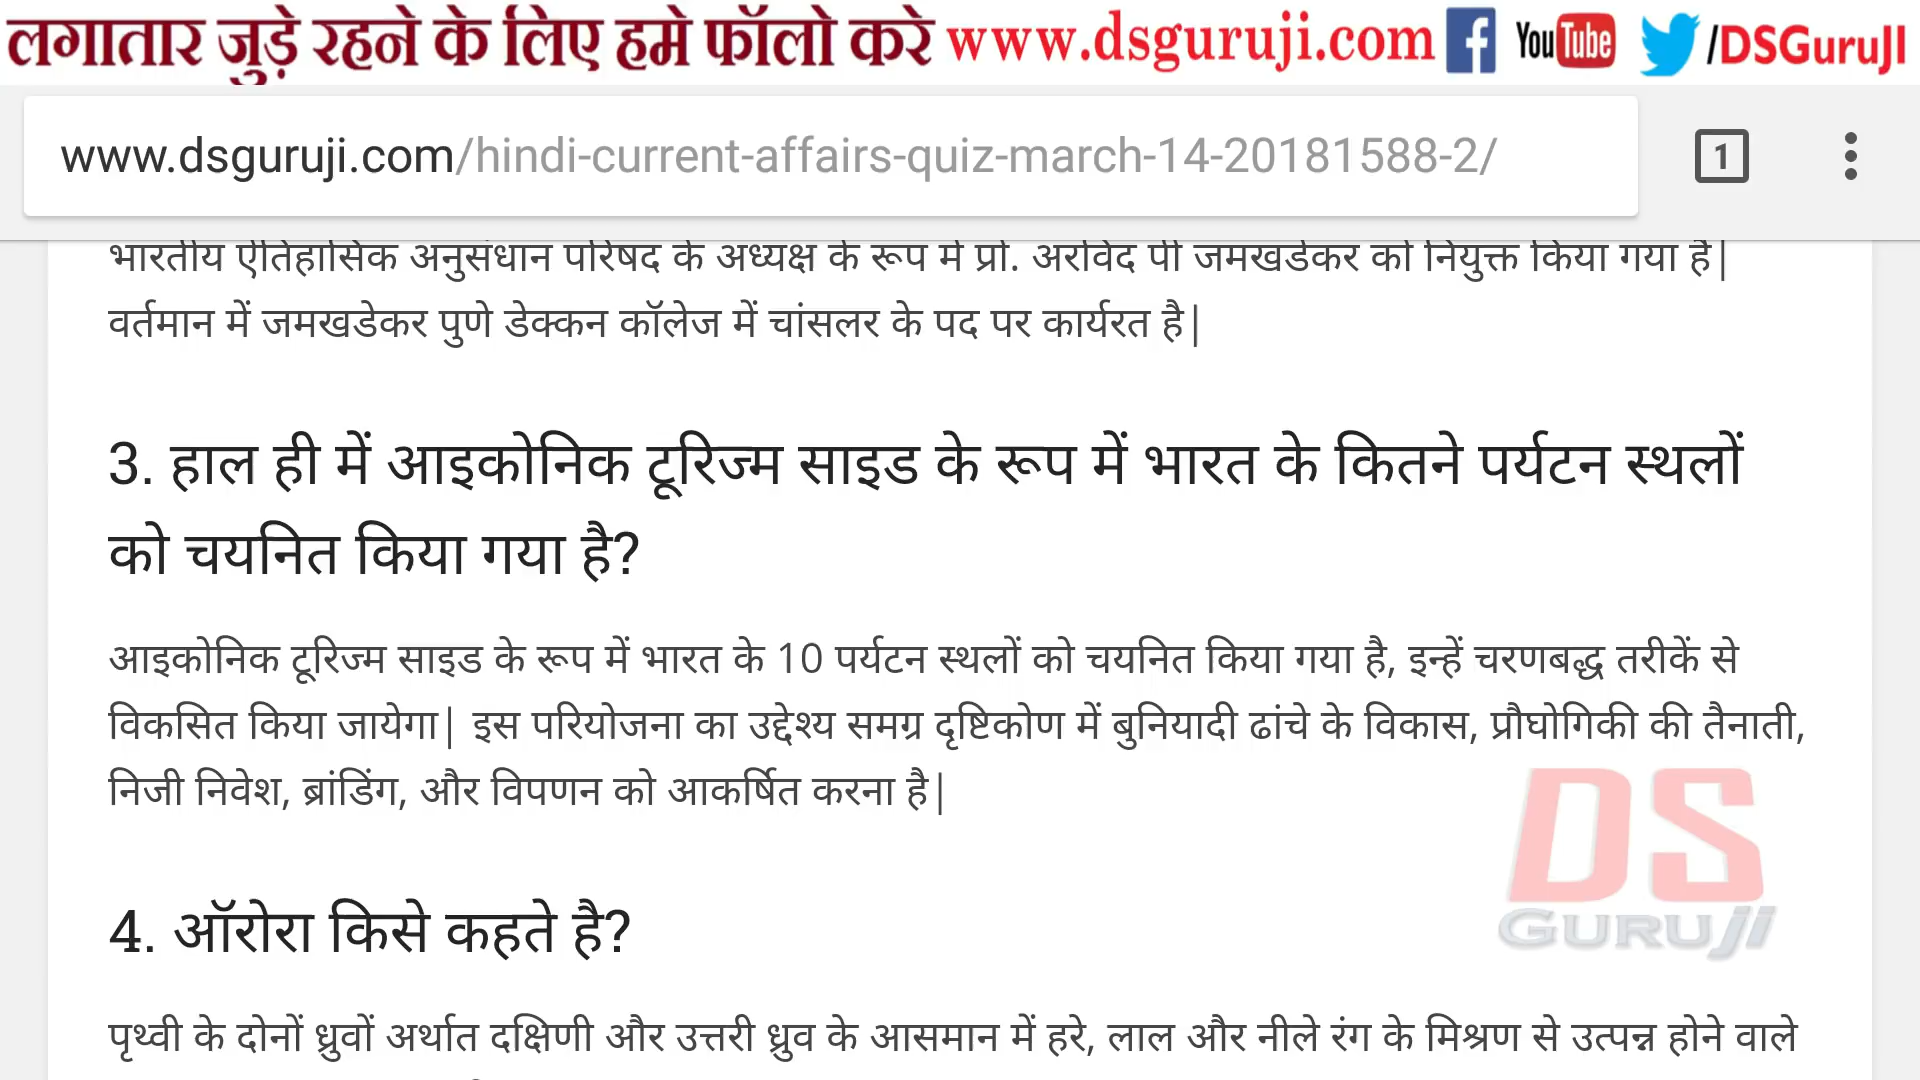 लगातार जुड़े रहने के लिए हमे फॉलो करे www.dsguruji.com f YouTube /DSGuruJI
www.dsguruji.com/hindi-current-affairs-quiz-march-14-20181588-2/
1
भारतीय ऐतिहासिक अनुसंधान परिषद के अध्यक्ष के रूप में प्रो. अरविंद पी जमखडेकर को नियुक्त किया गया है|
वर्तमान में जमखडेकर पुणे डेक्कन कॉलेज में चांसलर के पद पर कार्यरत है|
3. हाल ही में आइकोनिक टूरिज्म साइड के रूप में भारत के कितने पर्यटन स्थलों
को चयनित किया गया है?
आइकोनिक टूरिज्म साइड के रूप में भारत के 10 पर्यटन स्थलों को चयनित किया गया है, इन्हें चरणबद्ध तरीकें से
विकसित किया जायेगा| इस परियोजना का उद्देश्य समग्र दृष्टिकोण में बुनियादी ढांचे के विकास, प्रौघोगिकी की तैनाती,
निजी निवेश, ब्रांडिंग, और विपणन को आकर्षित करना है|
DS
GURUJI
4. ऑरोरा किसे कहते है?
पृथ्वी के दोनों ध्रुवों अर्थात दक्षिणी और उत्तरी ध्रुव के आसमान में हरे, लाल और नीले रंग के मिश्रण से उत्पन्न होने वाले